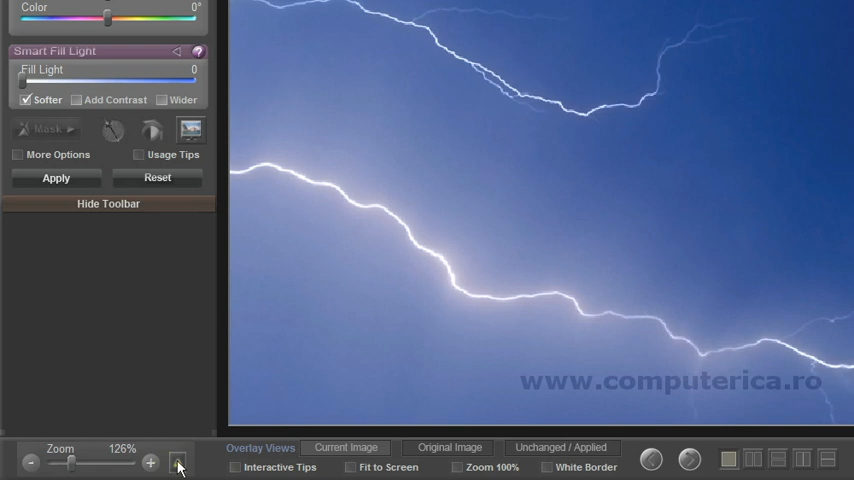 Color 0°
Smart Fill Light ?
Fill Light 0
Softer Add Contrast Wider
Mask
More Options Usage Tips
Apply Reset
Hide Toolbar
www.computerica.ro
Zoom 126%
Overlay Views Current Image Original Image Unchanged / Applied
Interactive Tips Fit to Screen Zoom 100% White Border